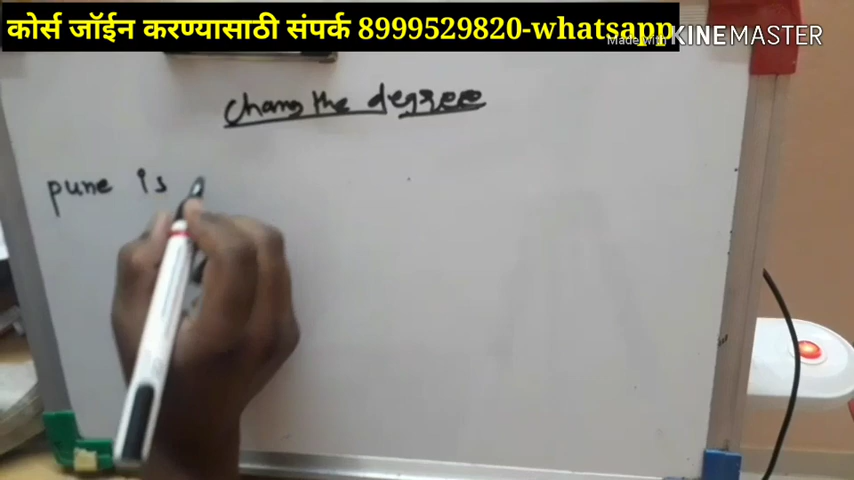 कोर्स जॉईन करण्यासाठी संपर्क 8999529820-whatsapp
Made with KINEMASTER
Chang the degree
pune is